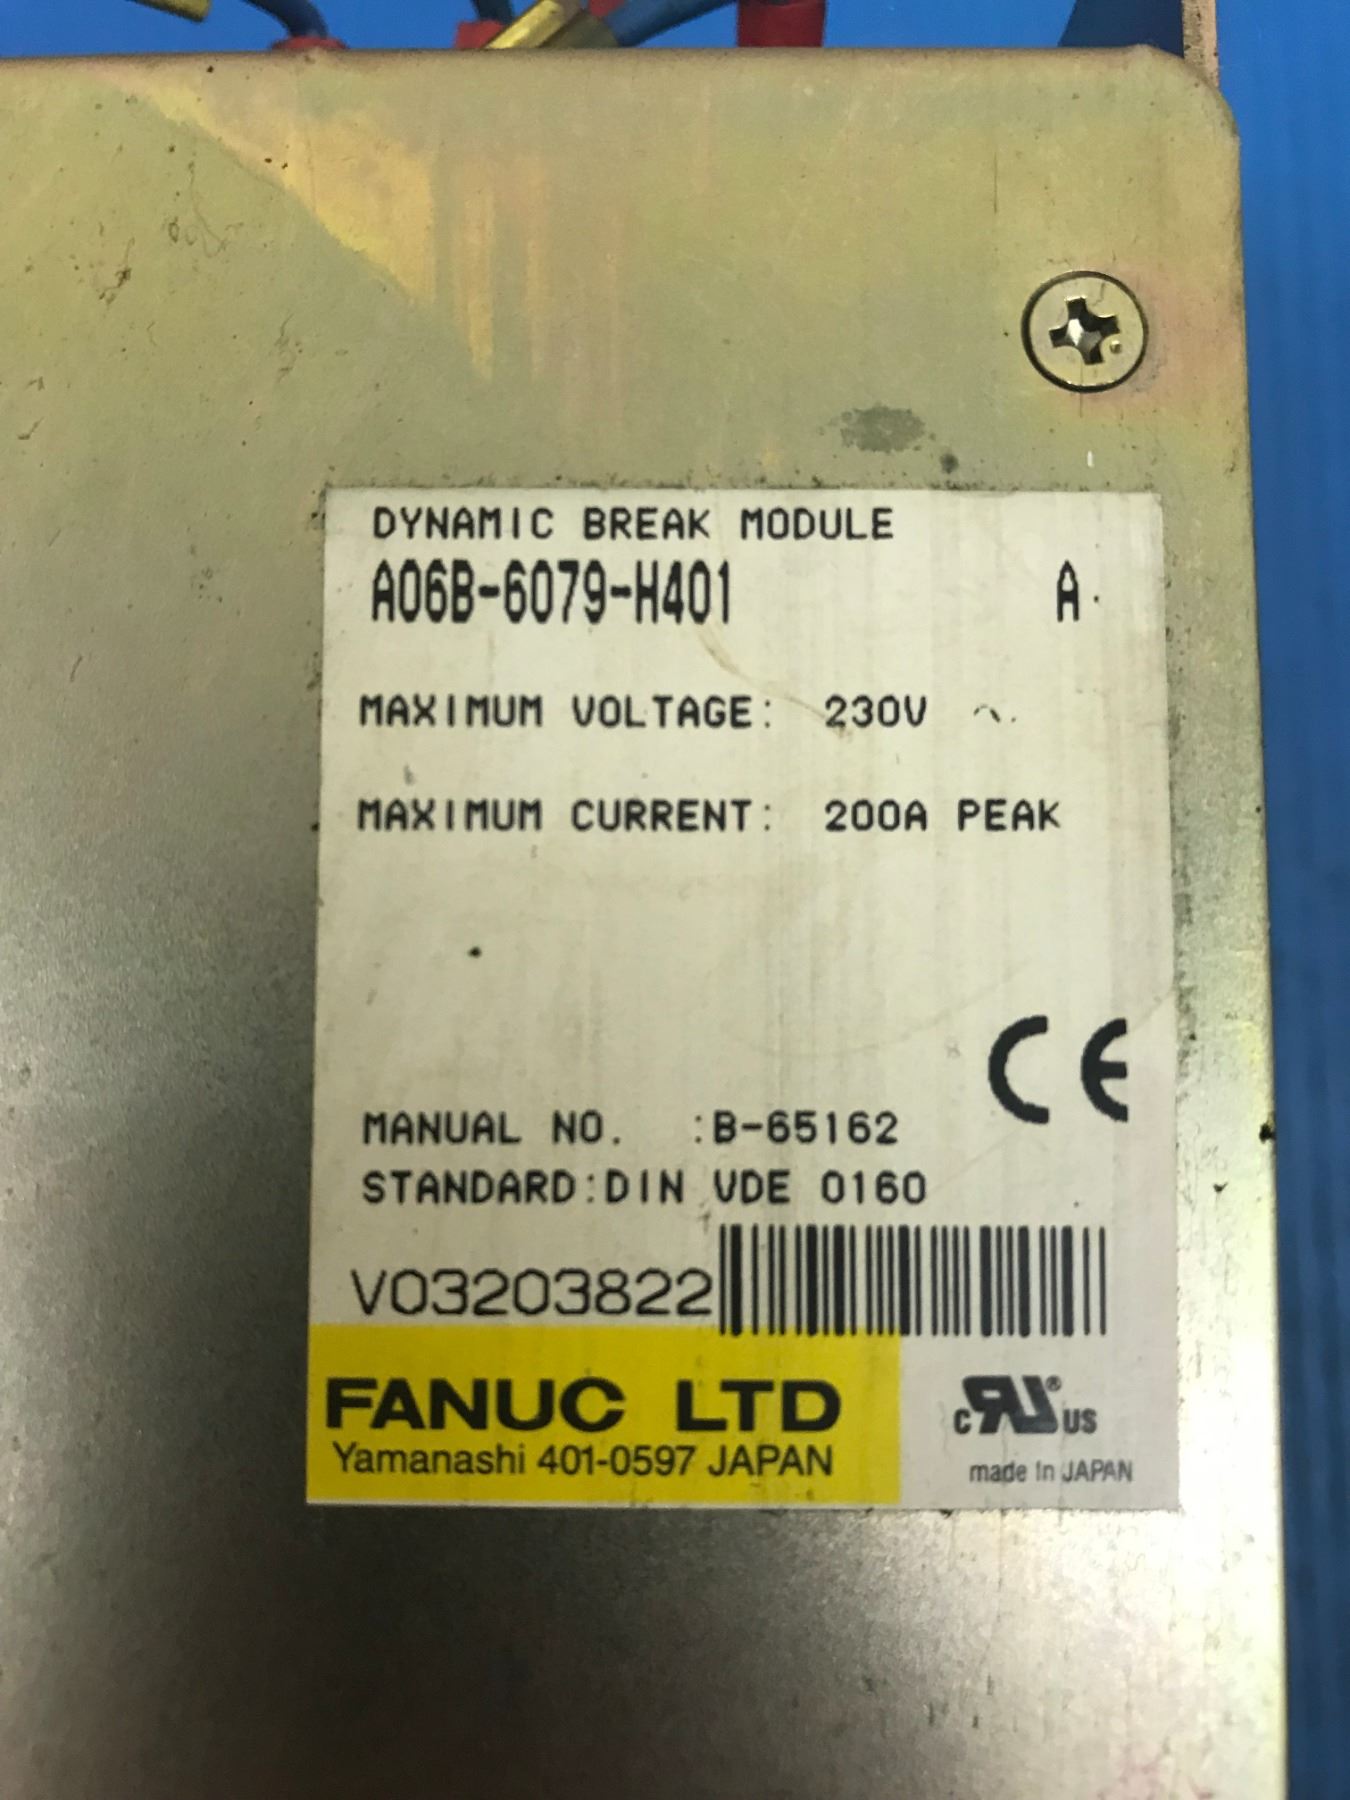 DYNAMIC BREAK MODULE
A06B-6079-H401 A
MAXIMUM VOLTAGE: 230V ~
MAXIMUM CURRENT: 200A PEAK
CE
MANUAL NO. :B-65162
STANDARD:DIN VDE 0160
V03203822
FANUC LTD
Yamanashi 401-0597 JAPAN
c RU ® US
made in JAPAN